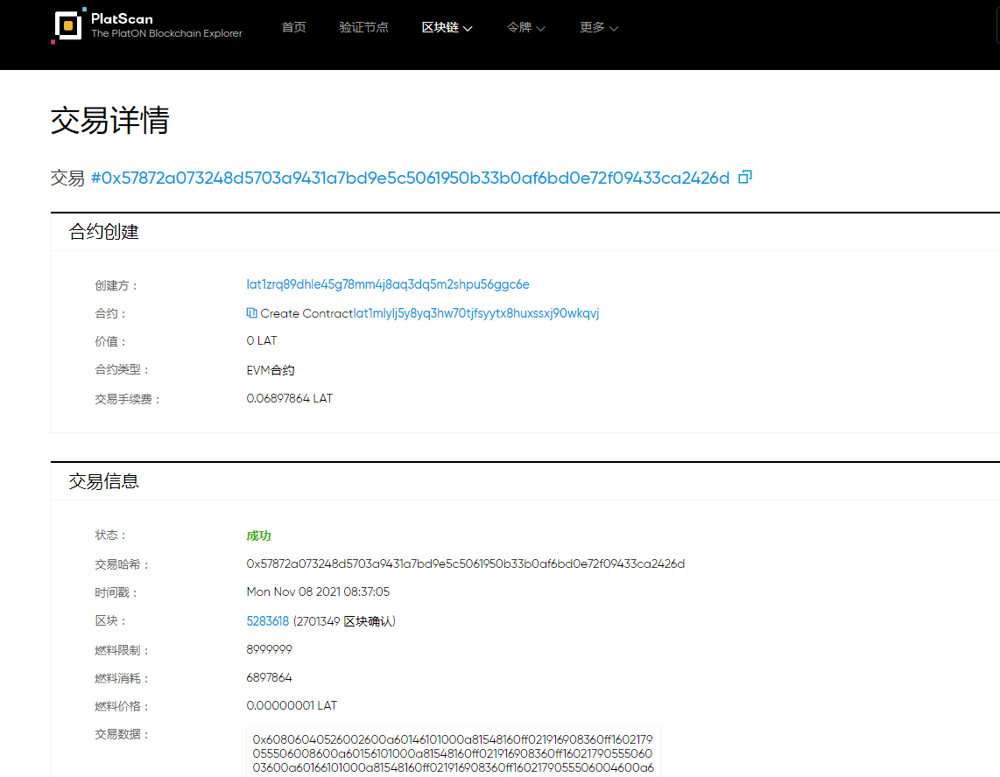 PlatScan
The PlatON Blockchain Explorer
首页 验证节点 区块链 令牌 更多
交易详情
交易 #0x57872a073248d5703a9431a7bd9e5c5061950b33b0af6bd0e72f09433ca2426d
合约创建
创建方： lat1zrq89dhle45g78mm4j8aq3dq5m2shpu56ggc6e
合约： Create Contractlat1mlylj5y8yq3hw70tjfsyytx8huxssxj90wkqvj
价值： 0 LAT
合约类型： EVM合约
交易手续费： 0.06897864 LAT
交易信息
状态： 成功
交易哈希： 0x57872a073248d5703a9431a7bd9e5c5061950b33b0af6bd0e72f09433ca2426d
时间戳： Mon Nov 08 2021 08:37:05
区块： 5283618 (2701349 区块确认)
燃料限制： 8999999
燃料消耗： 6897864
燃料价格： 0.00000001 LAT
交易数据： 0x60806040526002600a60146101000a81548160ff021916908360ff1602179
055506008600a60156101000a81548160ff021916908360ff16021790555060
03600a60166101000a81548160ff021916908360ff1602179055506004600a6